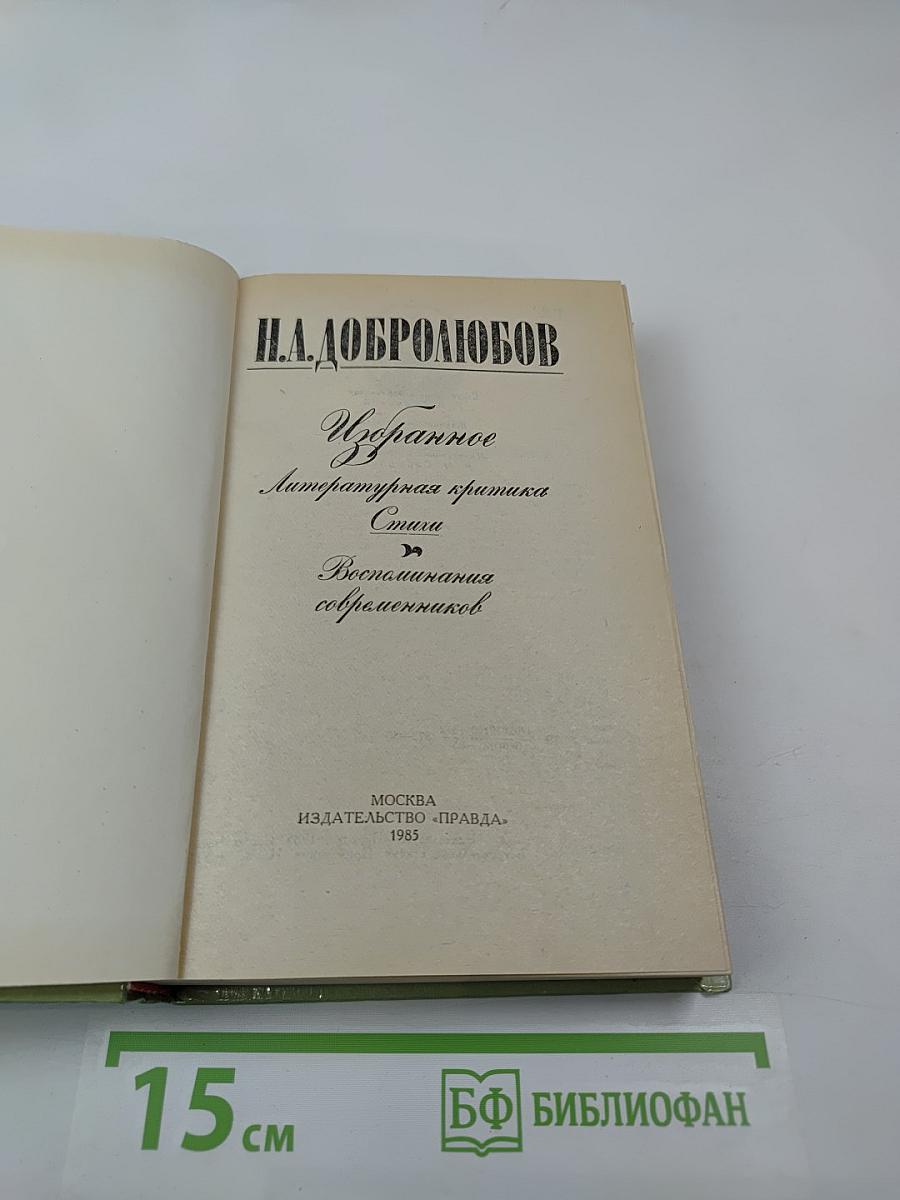 Н.А.ДОБРОЛЮБОВ
Избранное
Литературная критика
Стихи
Воспоминания
современников
МОСКВА
ИЗДАТЕЛЬСТВО «ПРАВДА»
1985
15 см
БФ БИБЛИОФАН